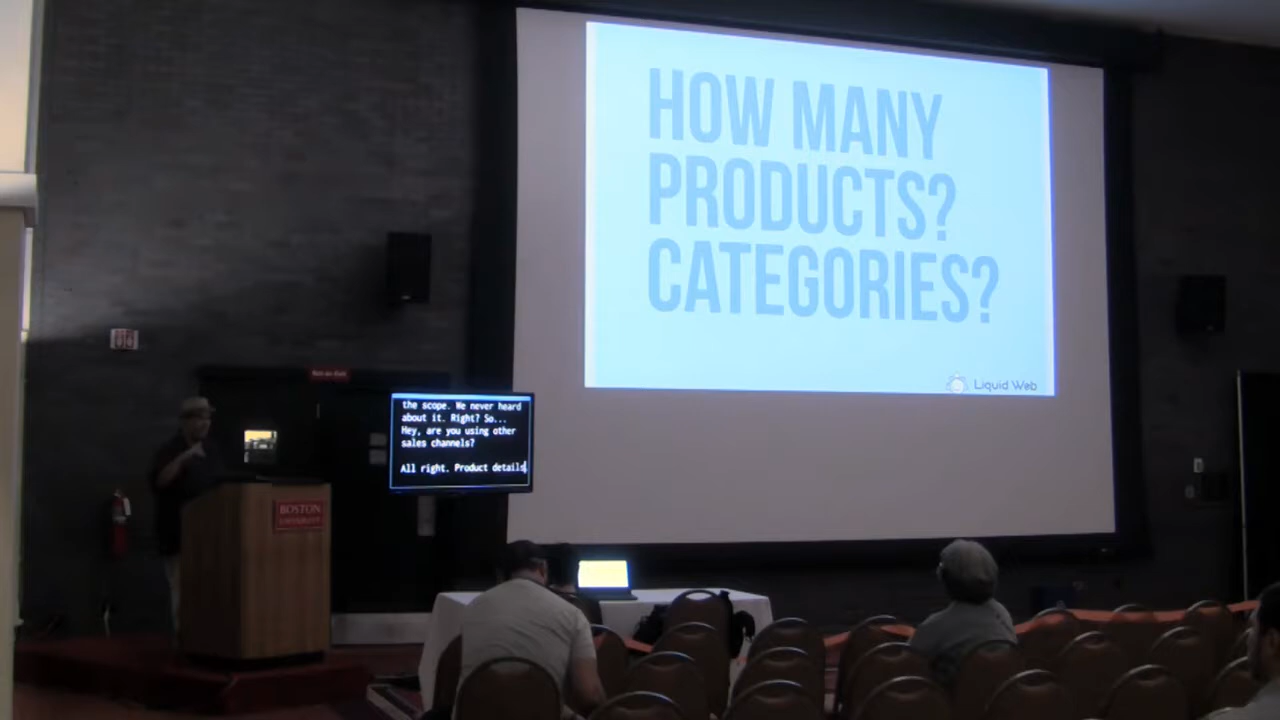 HOW MANY
PRODUCTS?
CATEGORIES?
Liquid Web
the scope. We never heard
about it. Right? So...
Hey, are you using other
sales channels?
All right. Product details
BOSTON
UNIVERSITY